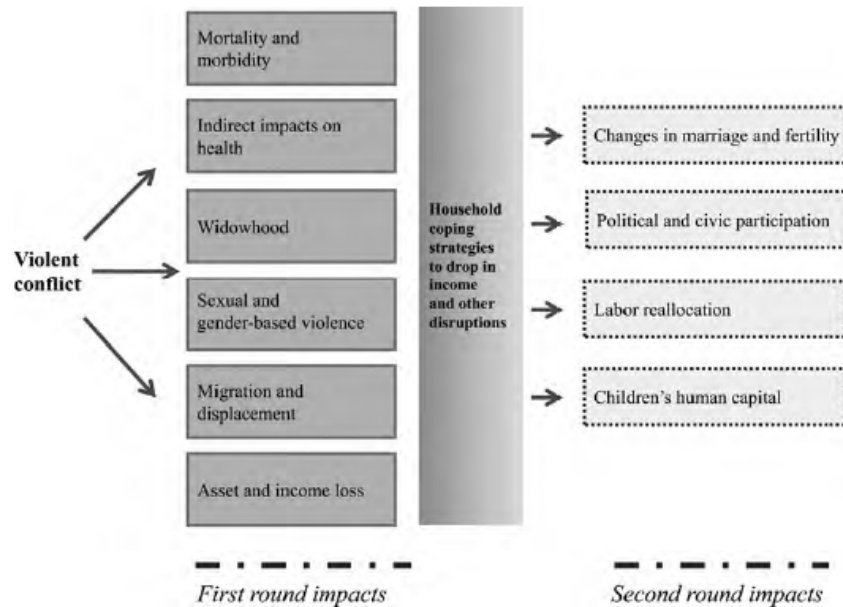 Mortality and
morbidity
Indirect impacts on
health
Widowhood
Sexual and
gender-based violence
Migration and
displacement
Asset and income loss
Violent
conflict
Household
coping
strategies
to drop in
income
and other
disruptions
Changes in marriage and fertility
Political and civic participation
Labor reallocation
Children's human capital
First round impacts
Second round impacts